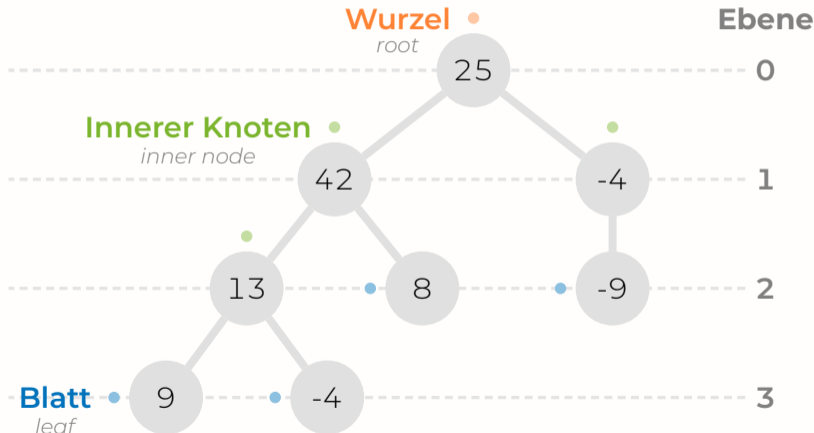 Wurzel
Ebene
root
25
0
Innerer Knoten
inner node
42
-4
1
13
8
-9
2
Blatt
9
-4
3
leaf